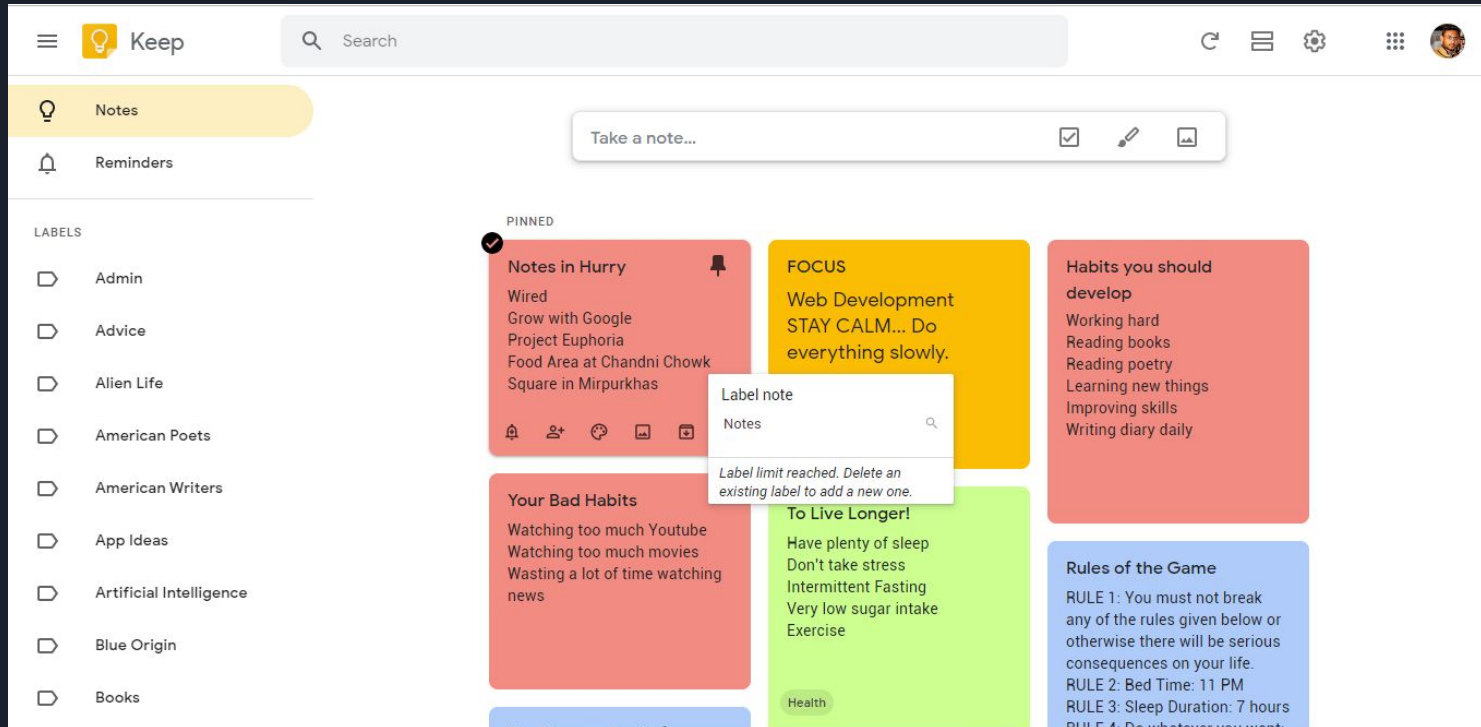 Keep
Search
Notes
Reminders
LABELS
Admin
Advice
Alien Life
American Poets
American Writers
App Ideas
Artificial Intelligence
Blue Origin
Books
Take a note...
PINNED
Notes in Hurry
Wired
Grow with Google
Project Euphoria
Food Area at Chandni Chowk
Square in Mirpurkhas
Label note
Notes
Label limit reached. Delete an
existing label to add a new one.
Your Bad Habits
Watching too much Youtube
Watching too much movies
Wasting a lot of time watching
news
FOCUS
Web Development
STAY CALM... Do
everything slowly.
To Live Longer!
Have plenty of sleep
Don't take stress
Intermittent Fasting
Very low sugar intake
Exercise
Health
Habits you should
develop
Working hard
Reading books
Reading poetry
Learning new things
Improving skills
Writing diary daily
Rules of the Game
RULE 1: You must not break
any of the rules given below or
otherwise there will be serious
consequences on your life.
RULE 2: Bed Time: 11 PM
RULE 3: Sleep Duration: 7 hours
RULE 4: Do whatever you want;